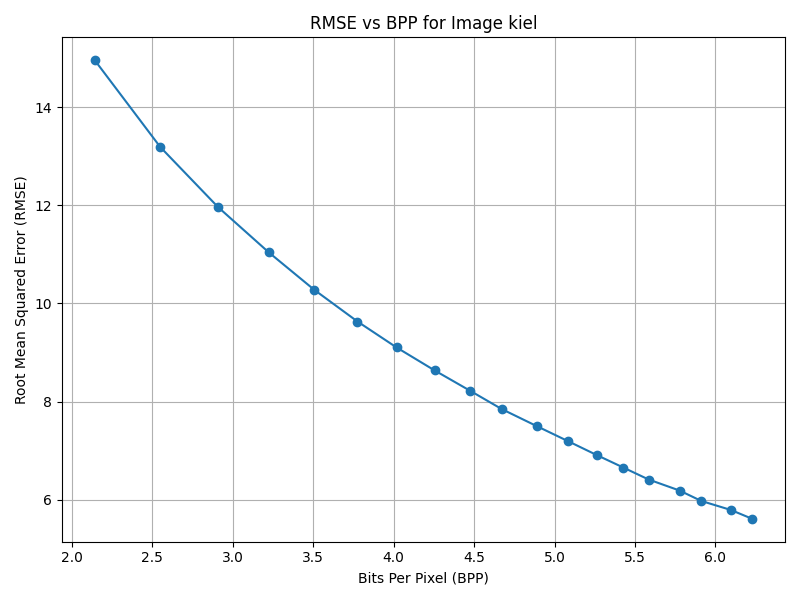 RMSE vs BPP for Image kiel
Root Mean Squared Error (RMSE)
14
12
10
8
6
2.0 2.5 3.0 3.5 4.0 4.5 5.0 5.5 6.0
Bits Per Pixel (BPP)